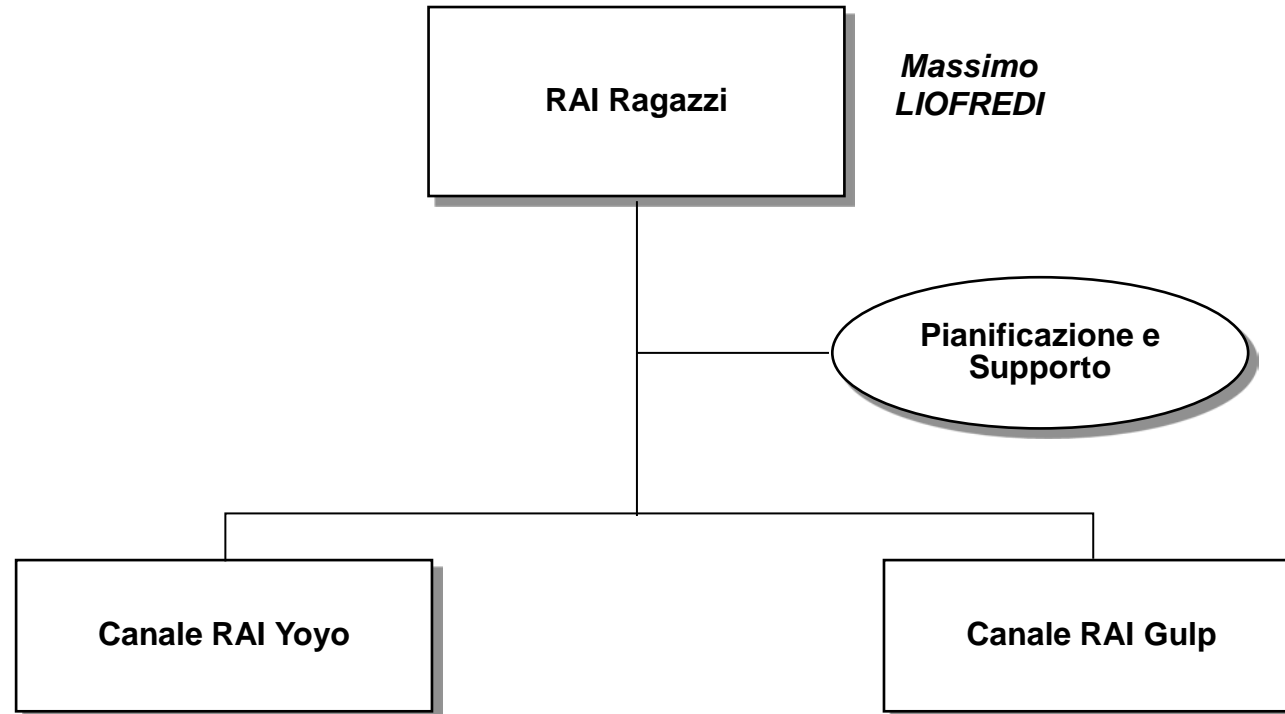 RAI Ragazzi
Massimo
LIOFREDI
Pianificazione e
Supporto
Canale RAI Yoyo
Canale RAI Gulp